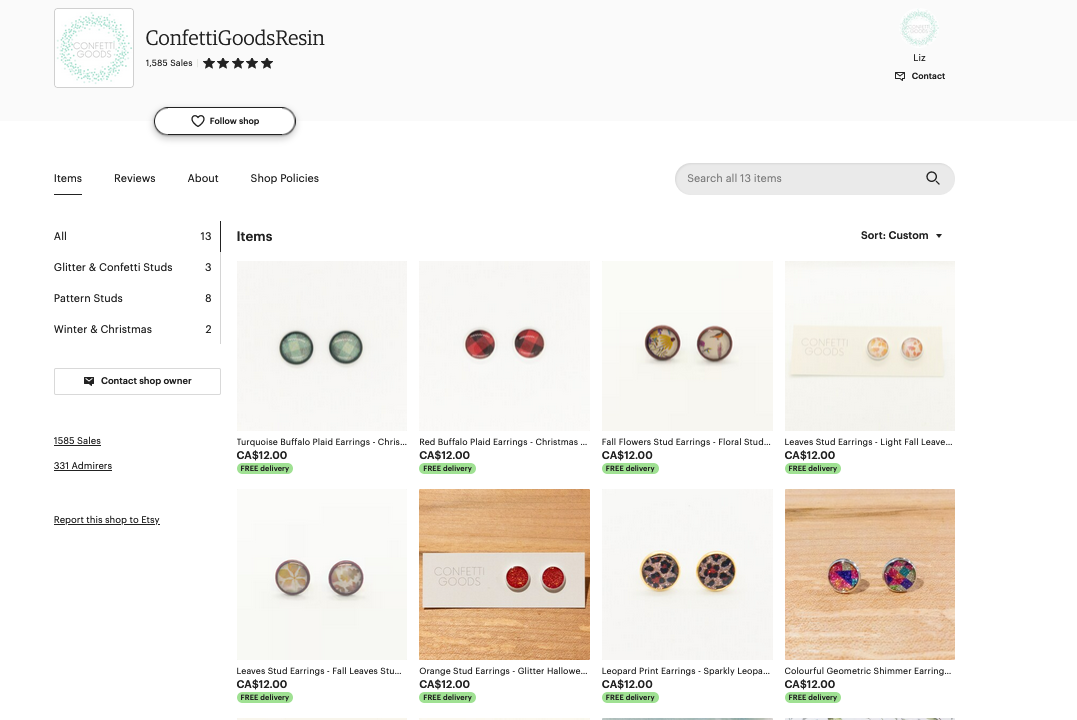 CONFETTI
GOODS
ConfettiGoodsResin
1,585 Sales
CONFETTI
GOODS
Liz
Contact
Follow shop
Items
Reviews
About
Shop Policies
Search all 13 items
All 13
Glitter & Confetti Studs 3
Pattern Studs 8
Winter & Christmas 2
Contact shop owner
1585 Sales
331 Admirers
Report this shop to Etsy
Items
Sort: Custom
CONFETTI
GOODS
Turquoise Buffalo Plaid Earrings - Chris...
CA$12.00
FREE delivery
Red Buffalo Plaid Earrings - Christmas ...
CA$12.00
FREE delivery
Fall Flowers Stud Earrings - Floral Stud...
CA$12.00
FREE delivery
Leaves Stud Earrings - Light Fall Leave...
CA$12.00
FREE delivery
CONFETTI
GOODS
Leaves Stud Earrings - Fall Leaves Stu...
CA$12.00
FREE delivery
Orange Stud Earrings - Glitter Hallowe...
CA$12.00
FREE delivery
Leopard Print Earrings - Sparkly Leopa...
CA$12.00
FREE delivery
Colourful Geometric Shimmer Earring...
CA$12.00
FREE delivery